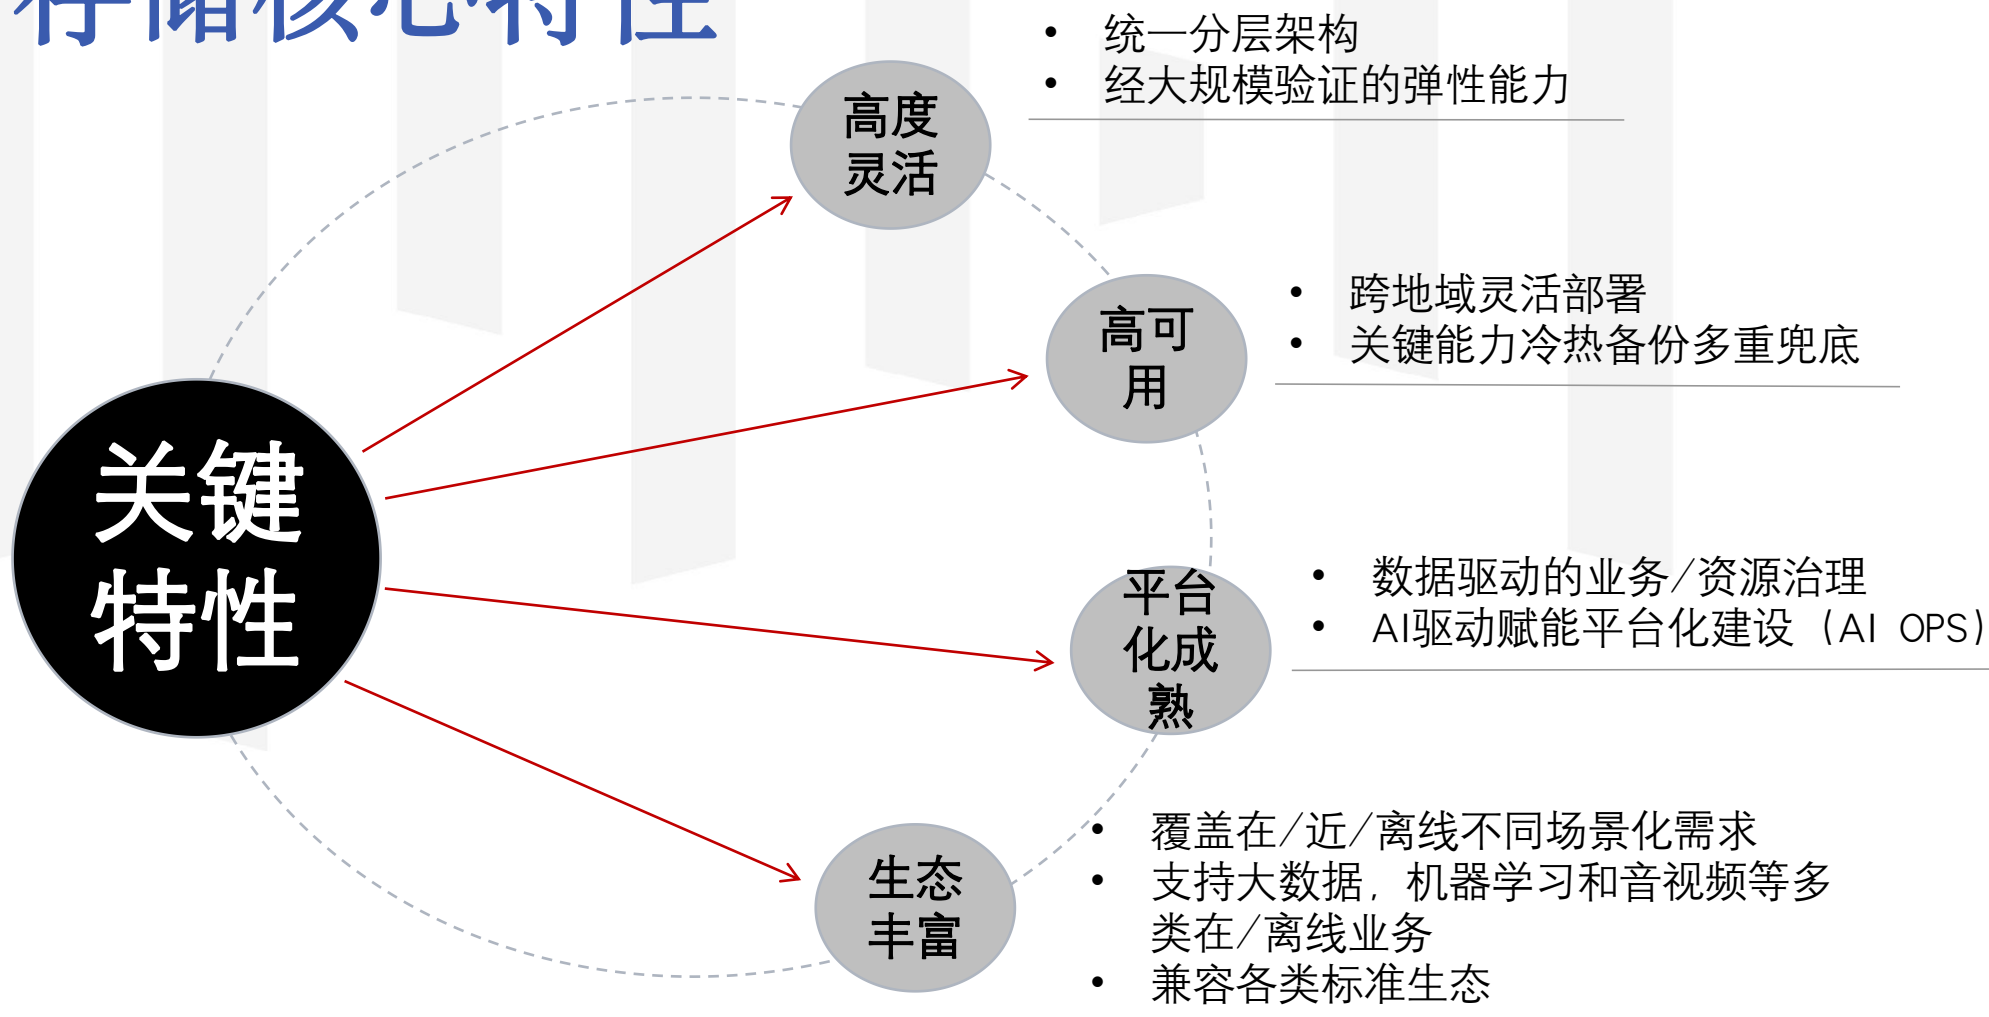 存储核心特性
统一分层架构
经大规模验证的弹性能力
高度
灵活
跨地域灵活部署
关键能力冷热备份多重兜底
高可
用
关键
特性
数据驱动的业务/资源治理
AI驱动赋能平台化建设（AI OPS）
平台
化成
熟
覆盖在/近/离线不同场景化需求
支持大数据，机器学习和音视频等多
类在/离线业务
兼容各类标准生态
生态
丰富